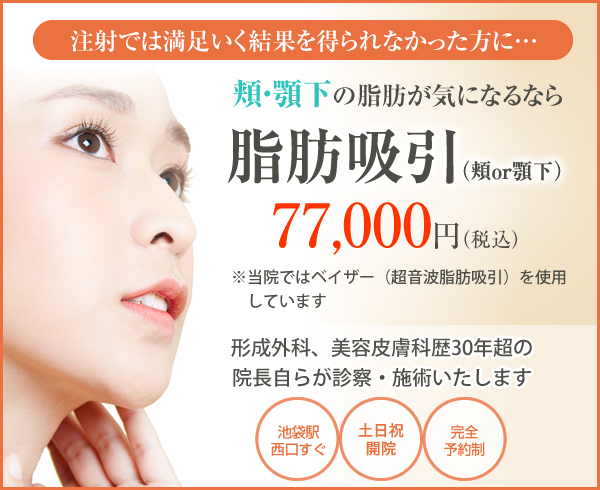 注射では満足いく結果を得られなかった方に…
頬・顎下の脂肪が気になるなら
脂肪吸引(頬or顎下)
77,000円(税込)
※当院ではベイザー（超音波脂肪吸引）を使用
しています
形成外科、美容皮膚科歴30年超の
院長自らが診察・施術いたします
池袋駅
西口すぐ
土日祝
開院
完全
予約制